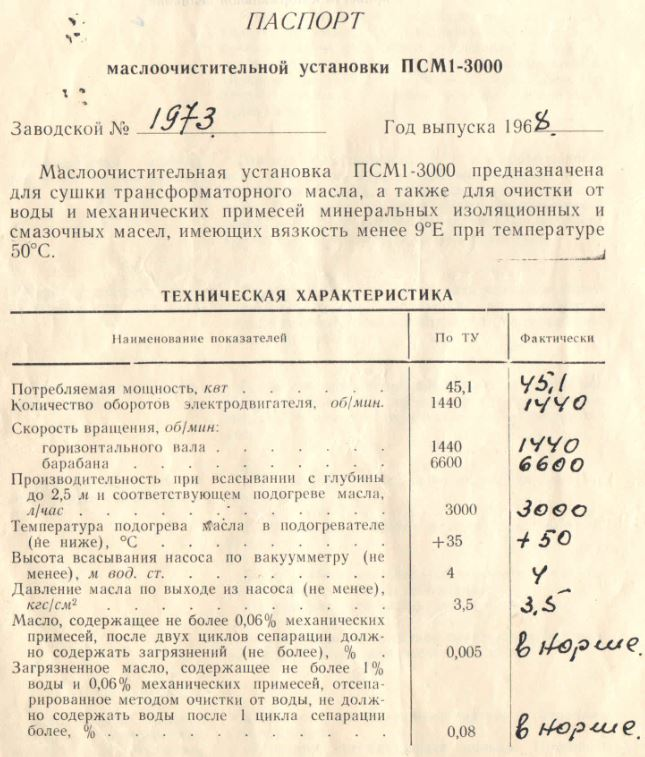 ПАСПОРТ
маслоочистительной установки ПСМ1-3000
Заводской № 1973 Год выпуска 1968
Маслоочистительная установка ПСМ1-3000 предназначена
для сушки трансформаторного масла, а также для очистки от
воды и механических примесей минеральных изоляционных и
смазочных масел, имеющих вязкость менее 9°Е при температуре
50°С.
ТЕХНИЧЕСКАЯ ХАРАКТЕРИСТИКА
Наименование показателей По ТУ Фактически
Потребляемая мощность, квт . . . . . . 45,1 45,1
Количество оборотов электродвигателя, об/мин. 1440 1440
Скорость вращения, об/мин:
горизонтального вала . . . . . . . 1440 1440
барабана . . . . . . . . . . 6600 6600
Производительность при всасывании с глубины
до 2,5 м и соответствующем подогреве масла,
л/час . . . . . . . . . . . . 3000 3000
Температура подогрева масла в подогревателе
(не ниже), °С . . . . . . . . . . +35 +50
Высота всасывания насоса по вакуумметру (не
менее), м вод. ст. . . . . . . . . . 4 4
Давление масла по выходе из насоса (не менее),
кгс/см² . . . . . . . . . . . 3,5 3,5
Масло, содержащее не более 0,06% механических
примесей, после двух циклов сепарации долж-
но содержать загрязнений (не более), % . 0,005 в норме.
Загрязненное масло, содержащее не более 1%
воды и 0,06% механических примесей, отсепа-
рированное методом очистки от воды, не долж-
но содержать воды после 1 цикла сепарации
более, % . . . . . . . . . . . 0,08 в норме.